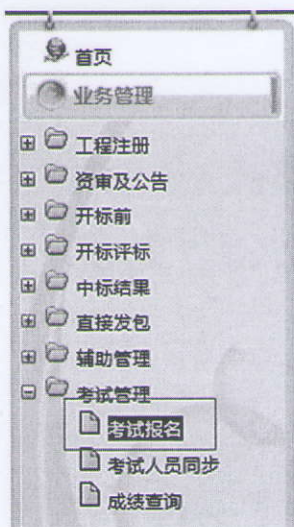 首页
业务管理
工程注册
资审及公告
开标前
开标评标
中标结果
直接发包
辅助管理
考试管理
考试报名
考试人员同步
成绩查询